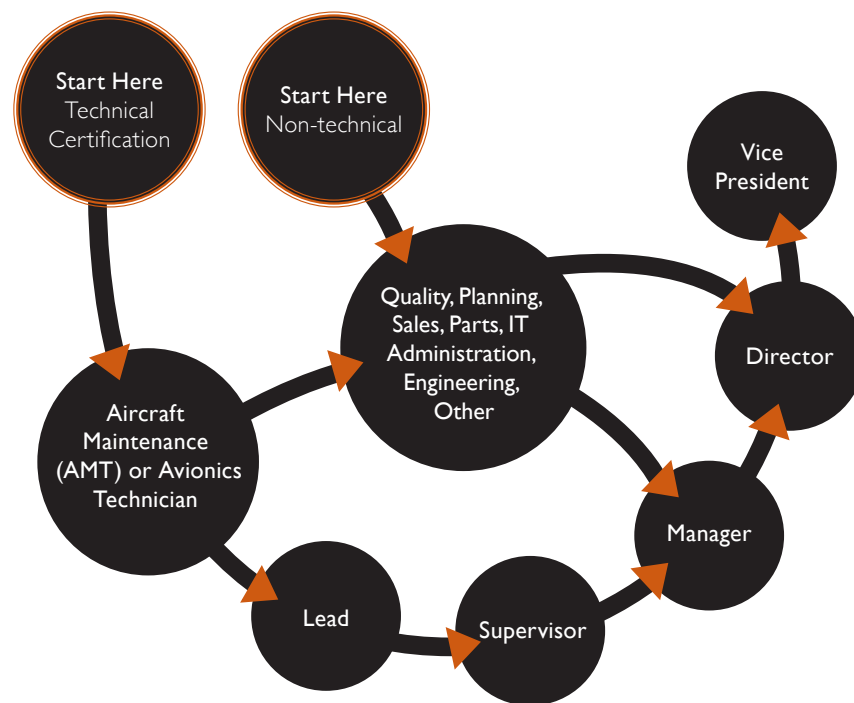 Start Here
Technical
Certification
Start Here
Non-technical
Vice
President
Quality, Planning,
Sales, Parts, IT
Administration,
Engineering,
Other
Director
Aircraft
Maintenance
(AMT) or Avionics
Technician
Manager
Lead
Supervisor